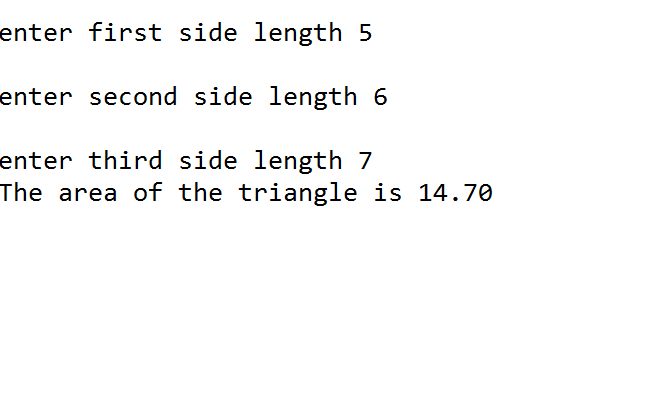 enter first side length 5
enter second side length 6
enter third side length 7
The area of the triangle is 14.70